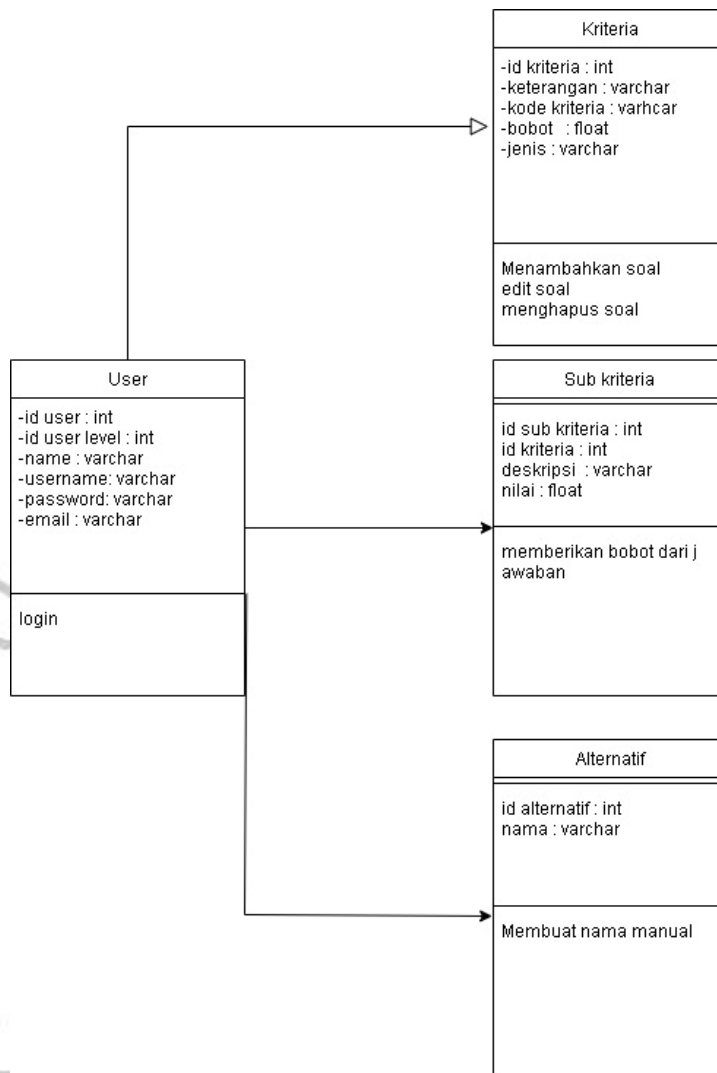 Kriteria
-id kriteria : int
-keterangan : varchar
-kode kriteria : varhcar
-bobot : float
-jenis : varchar
Menambahkan soal
edit soal
menghapus soal
User
-id user : int
-id user level : int
-name : varchar
-username: varchar
-password: varchar
-email : varchar
login
Sub kriteria
id sub kriteria : int
id kriteria : int
deskripsi : varchar
nilai : float
memberikan bobot dari j
awaban
Alternatif
id alternatif : int
nama : varchar
Membuat nama manual